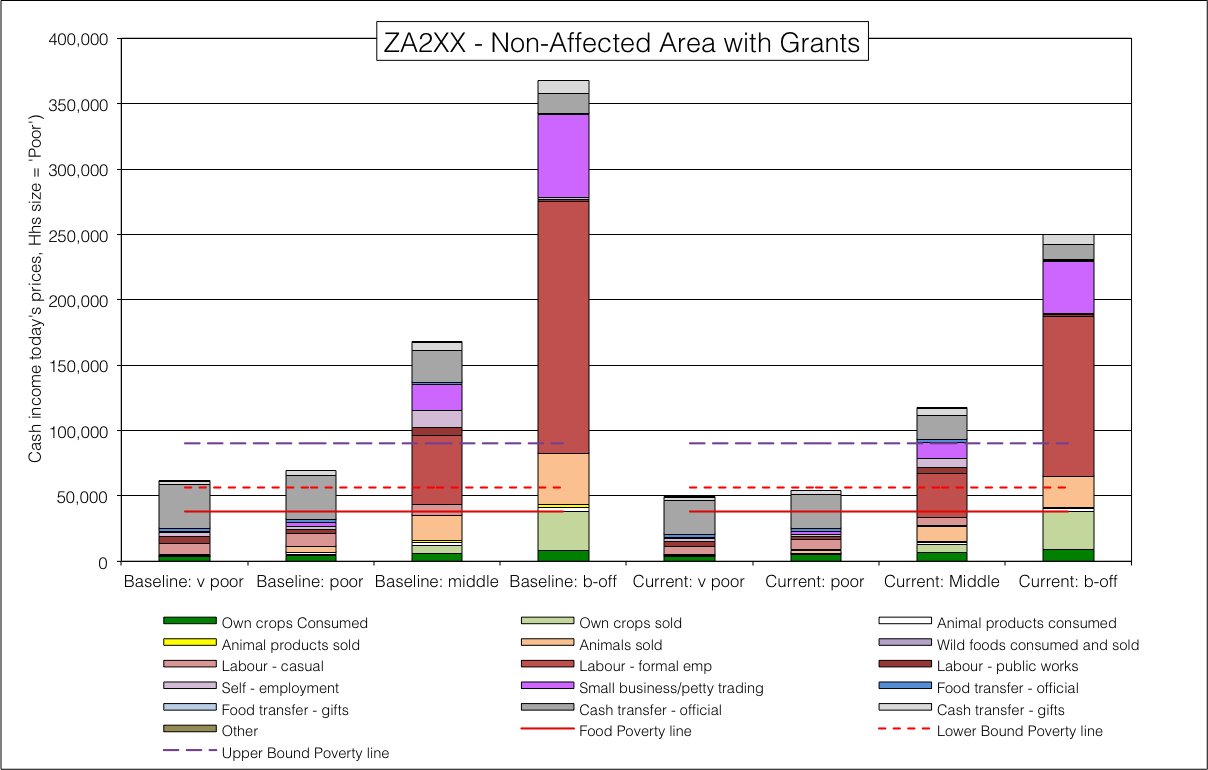 ZA2XX - Non-Affected Area with Grants
Cash income today's prices, Hhs size = 'Poor')
400,000
350,000
300,000
250,000
200,000
150,000
100,000
50,000
0
Baseline: v poor Baseline: poor Baseline: middle Baseline: b-off Current: v poor Current: poor Current: Middle Current: b-off
Own crops Consumed Own crops sold Animal products consumed
Animal products sold Animals sold Wild foods consumed and sold
Labour - casual Labour - formal emp Labour - public works
Self - employment Small business/petty trading Food transfer - official
Food transfer - gifts Cash transfer - official Cash transfer - gifts
Other Food Poverty line Lower Bound Poverty line
Upper Bound Poverty line